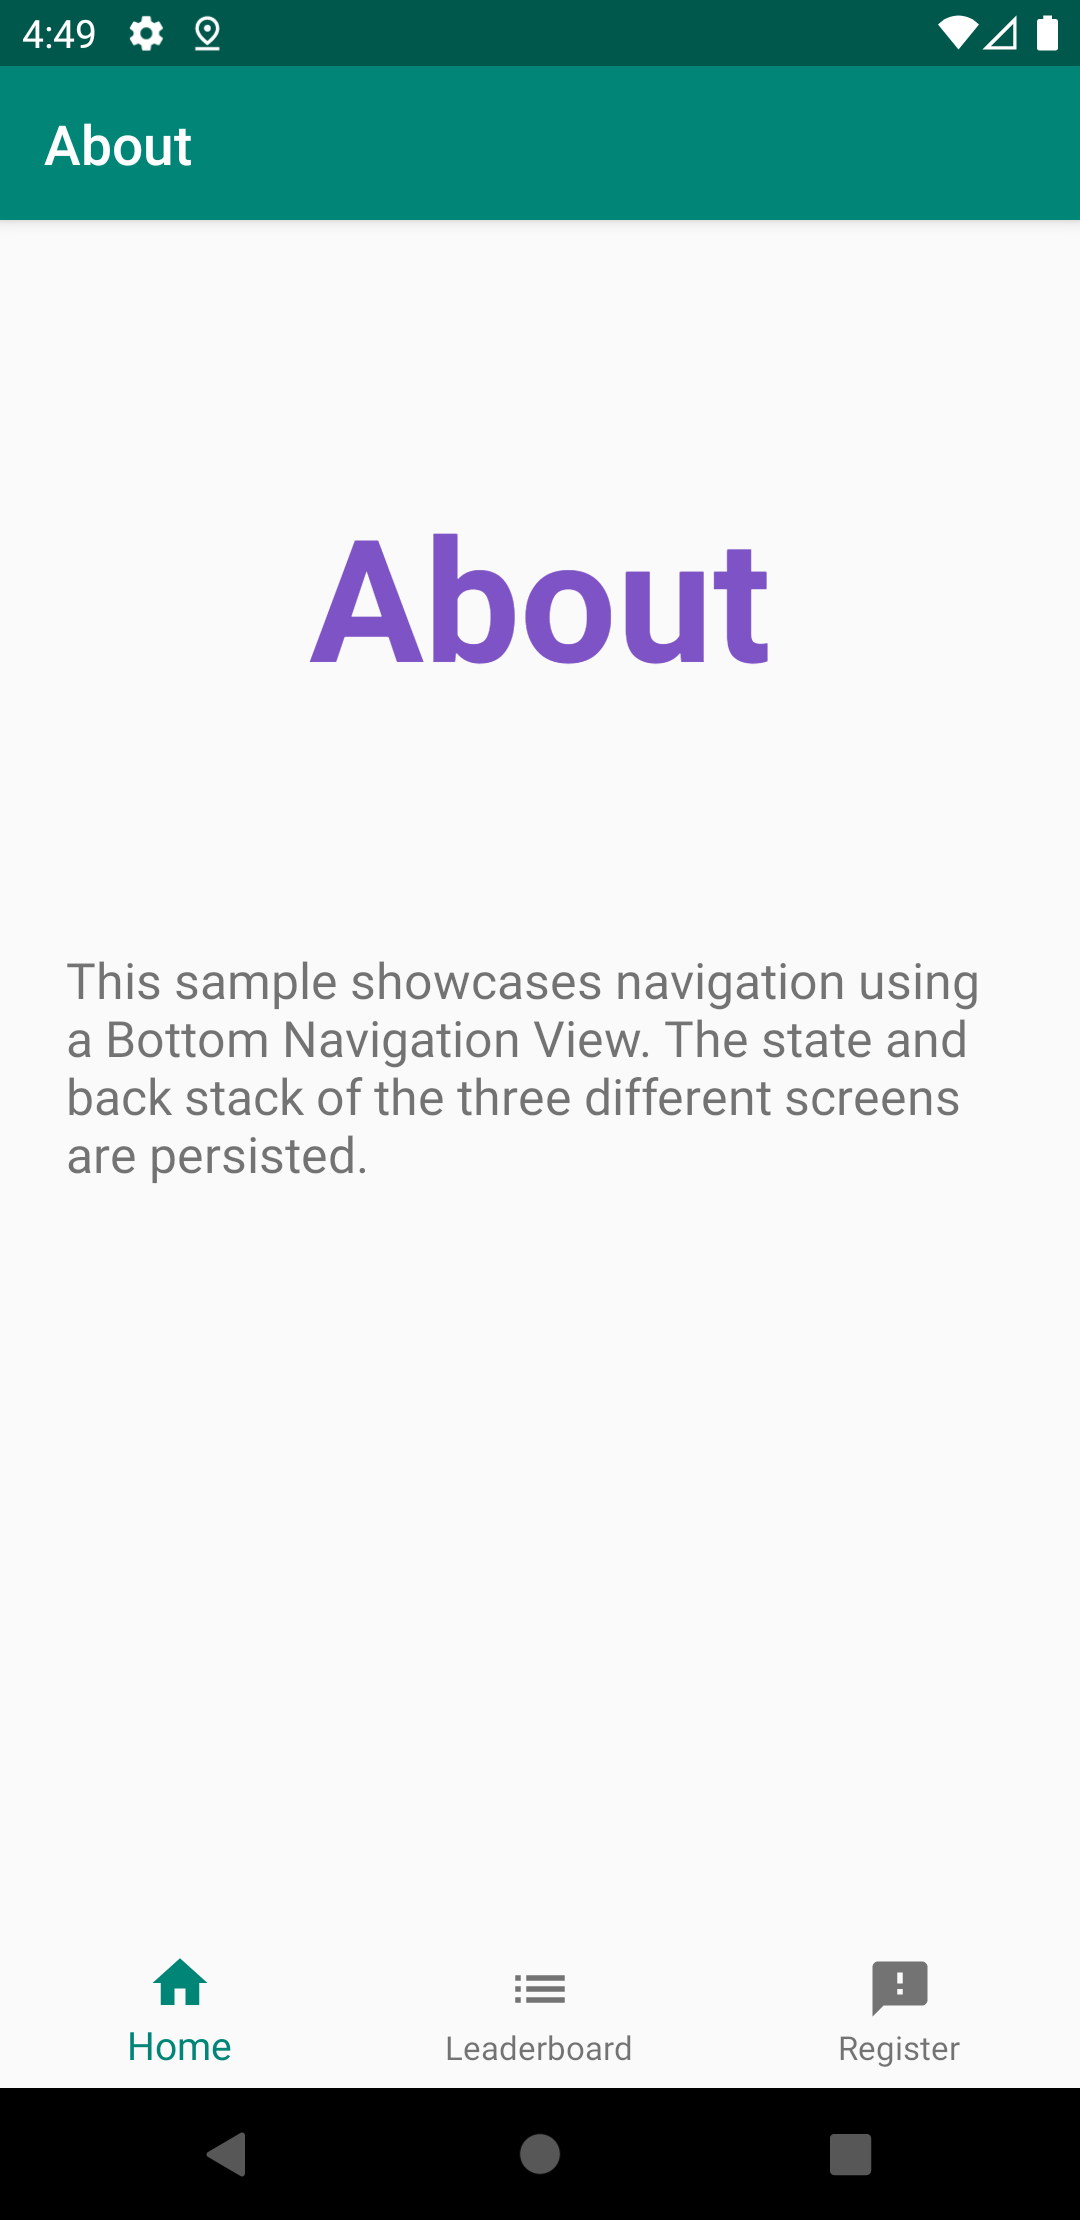 4:49
About
About
This sample showcases navigation using
a Bottom Navigation View. The state and
back stack of the three different screens
are persisted.
Home
Leaderboard
Register